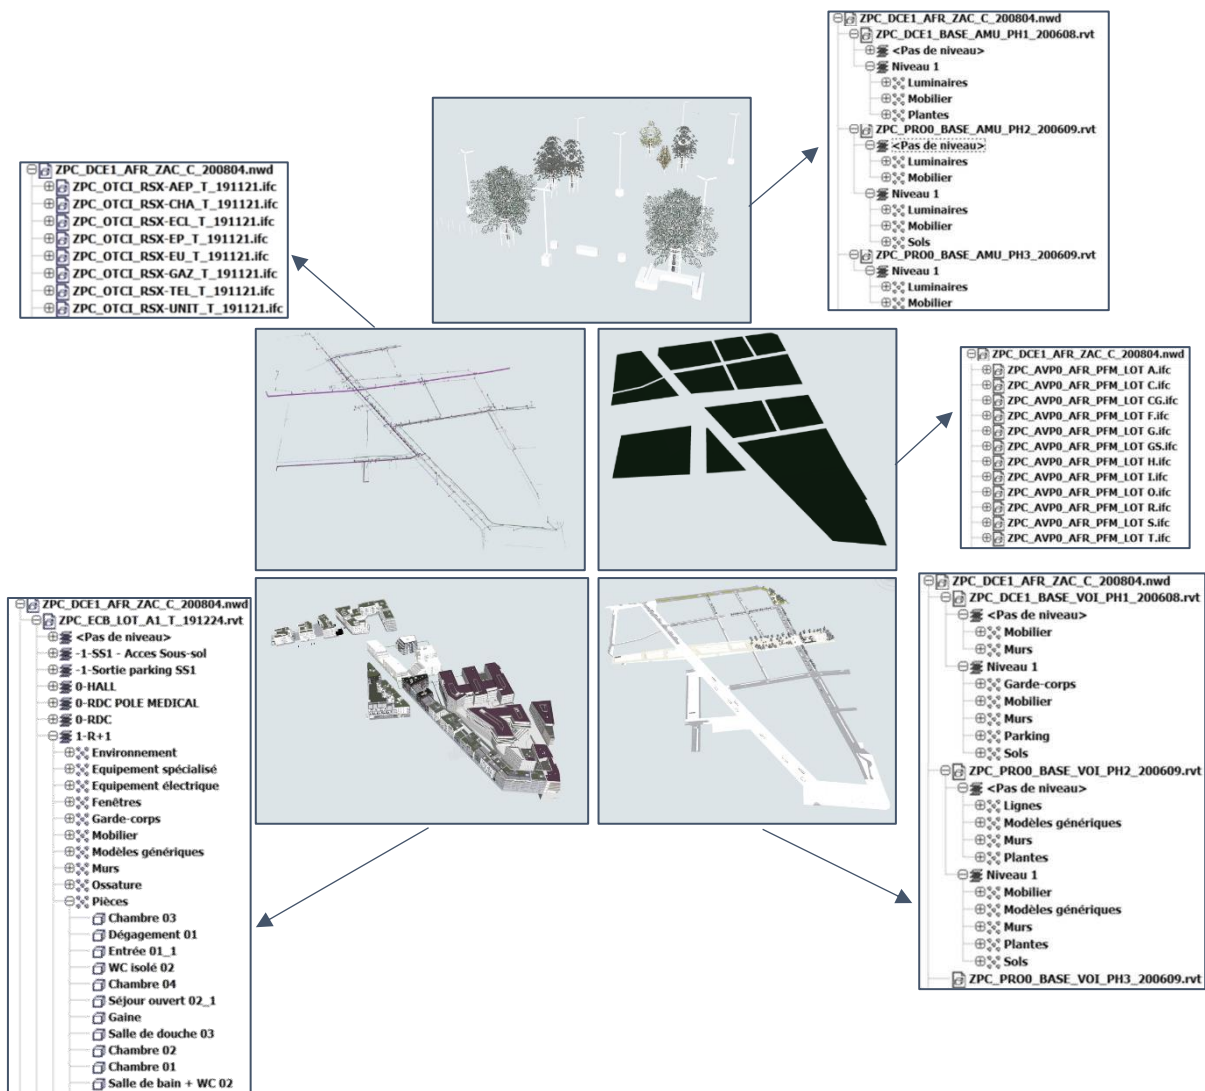 ZPC_DCE1_AFR_ZAC_C_200804.nwd
ZPC_DCE1_BASE_AMU_PH1_200608.rvt
<Pas de niveau>
Niveau 1
Luminaires
Mobilier
Plantes
ZPC_PRO0_BASE_AMU_PH2_200609.rvt
<Pas de niveau>
Luminaires
Mobilier
Niveau 1
Luminaires
Mobilier
Sols
ZPC_PRO0_BASE_AMU_PH3_200609.rvt
Niveau 1
Luminaires
Mobilier
ZPC_DCE1_AFR_ZAC_C_200804.nwd
ZPC_OTCI_RSX-AEP_T_191121.ifc
ZPC_OTCI_RSX-CHA_T_191121.ifc
ZPC_OTCI_RSX-ECL_T_191121.ifc
ZPC_OTCI_RSX-EP_T_191121.ifc
ZPC_OTCI_RSX-EU_T_191121.ifc
ZPC_OTCI_RSX-GAZ_T_191121.ifc
ZPC_OTCI_RSX-TEL_T_191121.ifc
ZPC_OTCI_RSX-UNIT_T_191121.ifc
ZPC_DCE1_AFR_ZAC_C_200804.nwd
ZPC_AVP0_AFR_PFM_LOT A.ifc
ZPC_AVP0_AFR_PFM_LOT C.ifc
ZPC_AVP0_AFR_PFM_LOT CG.ifc
ZPC_AVP0_AFR_PFM_LOT F.ifc
ZPC_AVP0_AFR_PFM_LOT G.ifc
ZPC_AVP0_AFR_PFM_LOT GS.ifc
ZPC_AVP0_AFR_PFM_LOT H.ifc
ZPC_AVP0_AFR_PFM_LOT I.ifc
ZPC_AVP0_AFR_PFM_LOT O.ifc
ZPC_AVP0_AFR_PFM_LOT R.ifc
ZPC_AVP0_AFR_PFM_LOT S.ifc
ZPC_AVP0_AFR_PFM_LOT T.ifc
ZPC_DCE1_AFR_ZAC_C_200804.nwd
ZPC_ECB_LOT_A1_T_191224.rvt
<Pas de niveau>
-1-SS1 - Acces Sous-sol
-1-Sortie parking SS1
0-HALL
0-RDC POLE MEDICAL
0-RDC
1-R+1
Environnement
Equipement spécialisé
Equipement électrique
Fenêtres
Garde-corps
Mobilier
Modèles génériques
Murs
Ossature
Pièces
Chambre 03
Dégagement 01
Entrée 01_1
WC isolé 02
Chambre 04
Séjour ouvert 02_1
Gaine
Salle de douche 03
Chambre 02
Chambre 01
Salle de bain + WC 02
ZPC_DCE1_AFR_ZAC_C_200804.nwd
ZPC_DCE1_BASE_VOI_PH1_200608.rvt
<Pas de niveau>
Mobilier
Murs
Niveau 1
Garde-corps
Mobilier
Murs
Parking
Sols
ZPC_PRO0_BASE_VOI_PH2_200609.rvt
<Pas de niveau>
Lignes
Modèles génériques
Murs
Plantes
Niveau 1
Mobilier
Modèles génériques
Murs
Plantes
Sols
ZPC_PRO0_BASE_VOI_PH3_200609.rvt